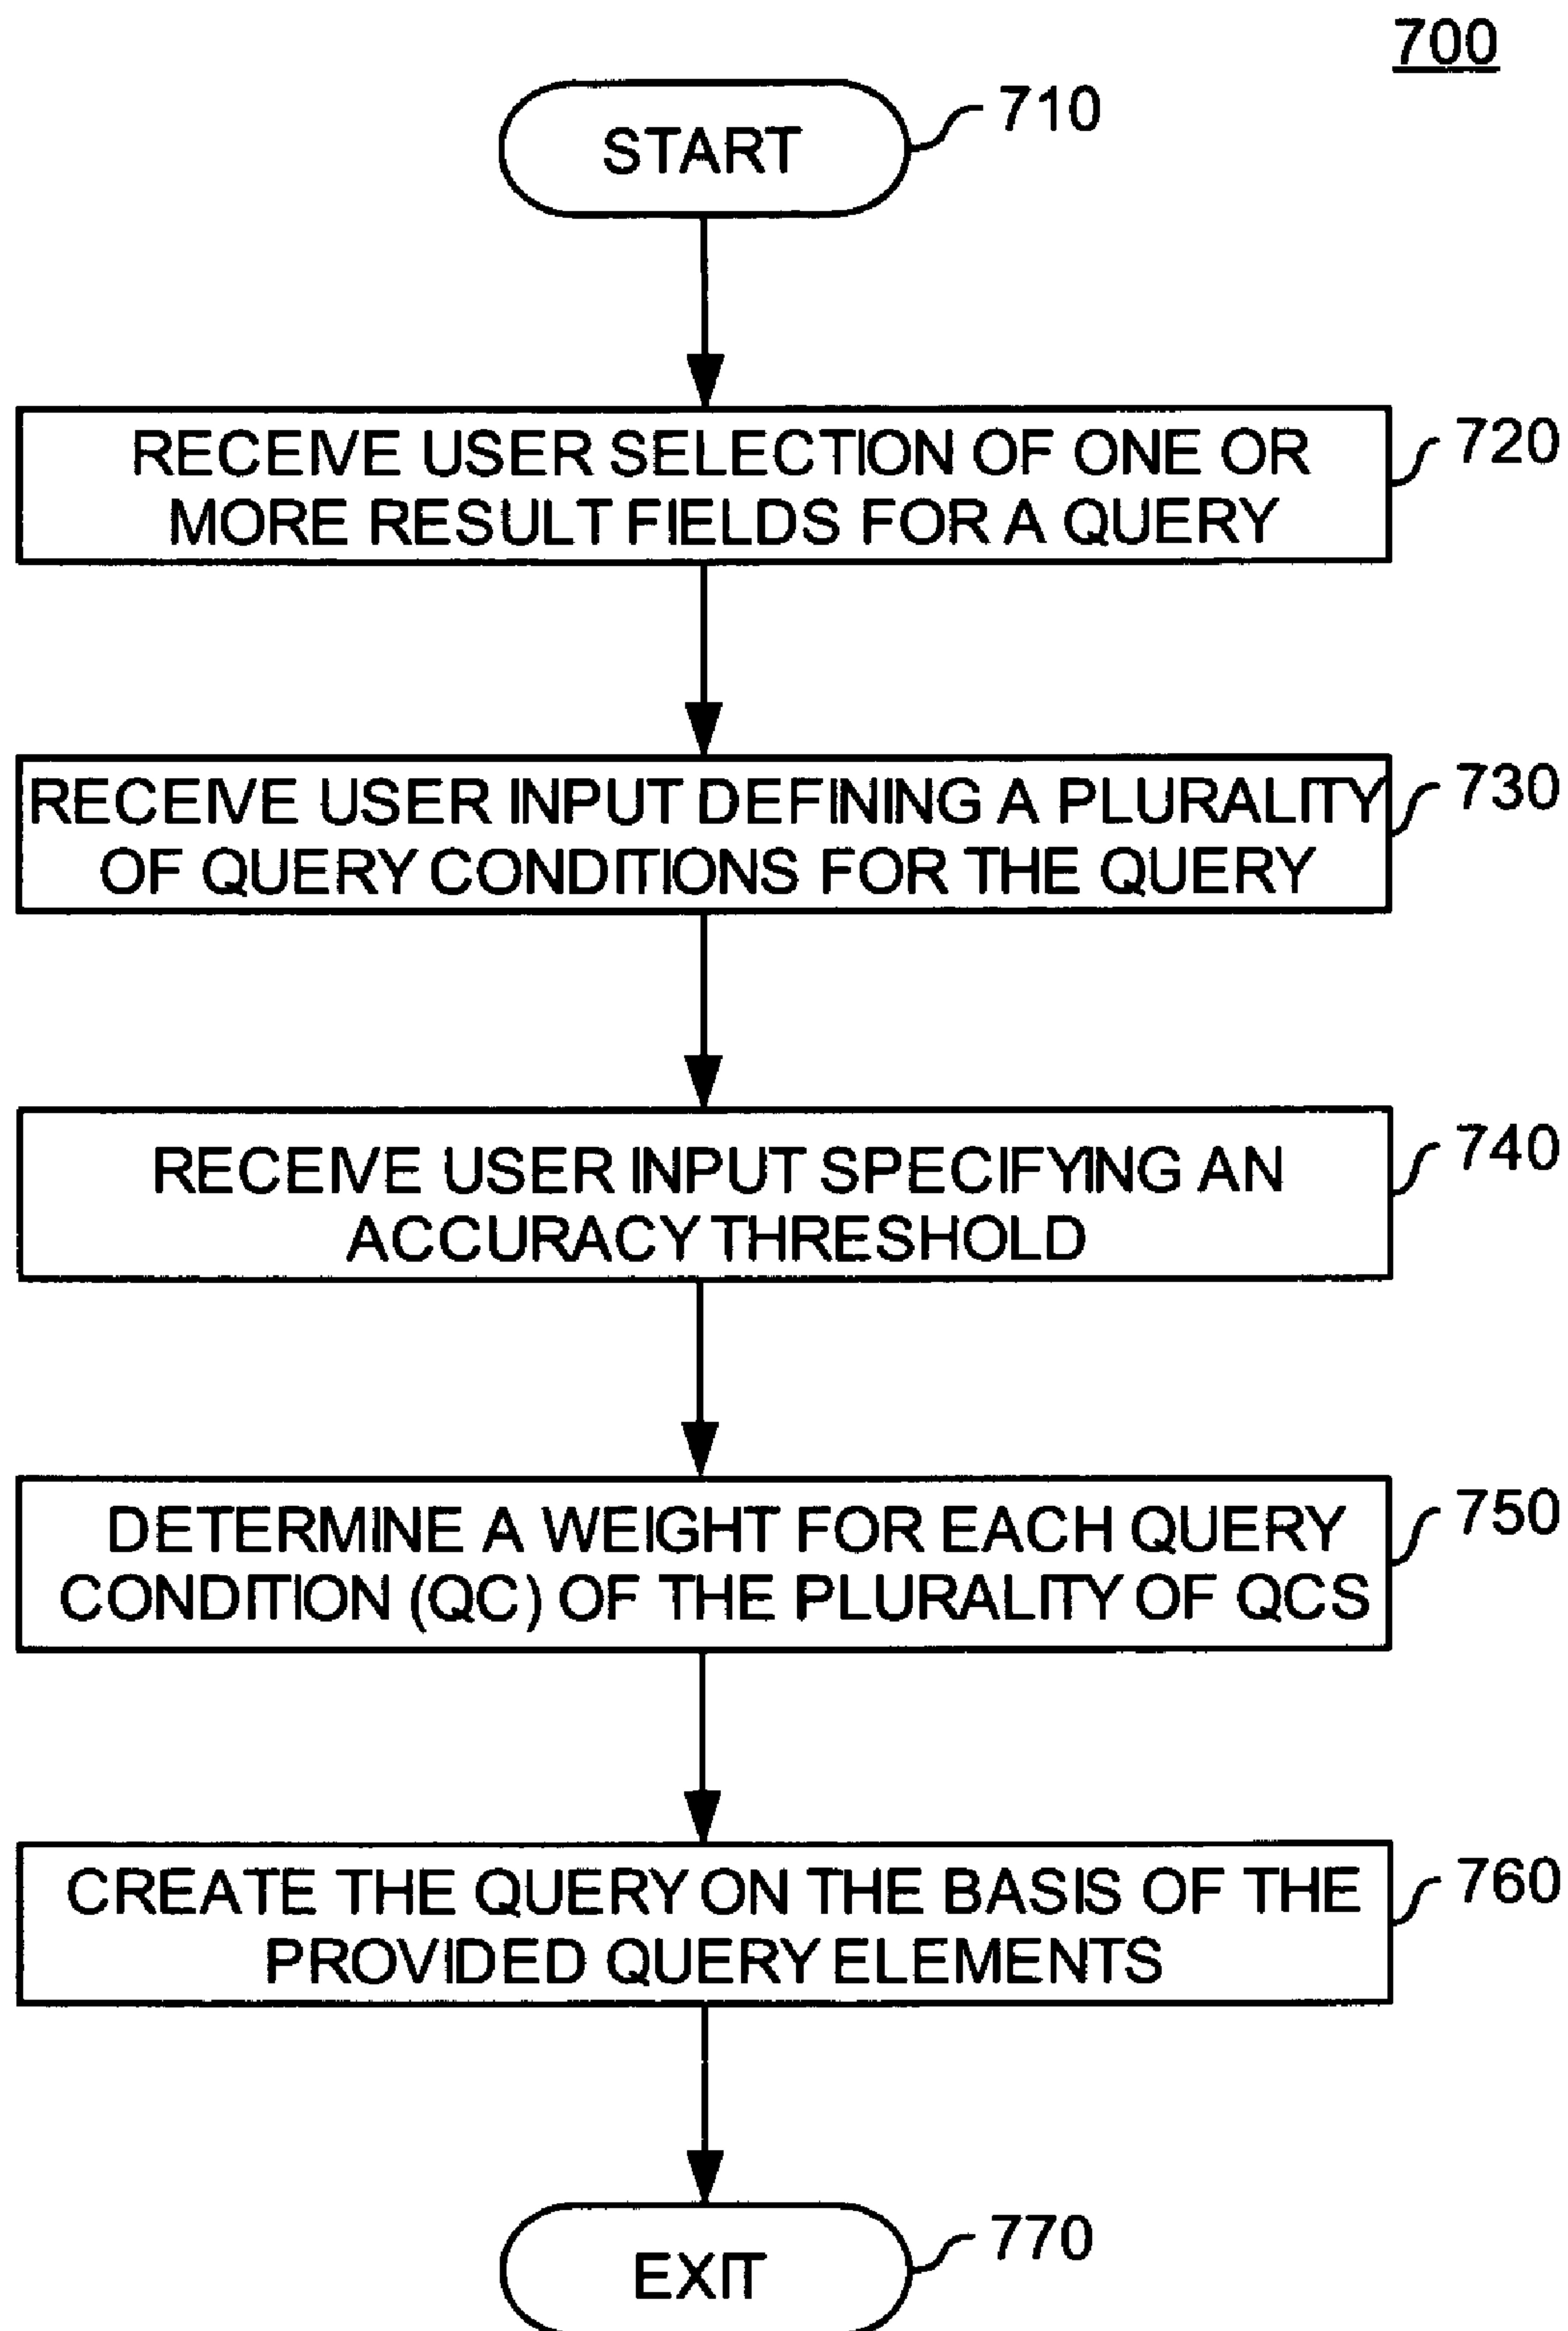 700
START
710
RECEIVE USER SELECTION OF ONE OR
MORE RESULT FIELDS FOR A QUERY
720
RECEIVE USER INPUT DEFINING A PLURALITY
OF QUERY CONDITIONS FOR THE QUERY
730
RECEIVE USER INPUT SPECIFYING AN
ACCURACY THRESHOLD
740
DETERMINE A WEIGHT FOR EACH QUERY
CONDITION (QC) OF THE PLURALITY OF QCS
750
CREATE THE QUERY ON THE BASIS OF THE
PROVIDED QUERY ELEMENTS
760
EXIT
770